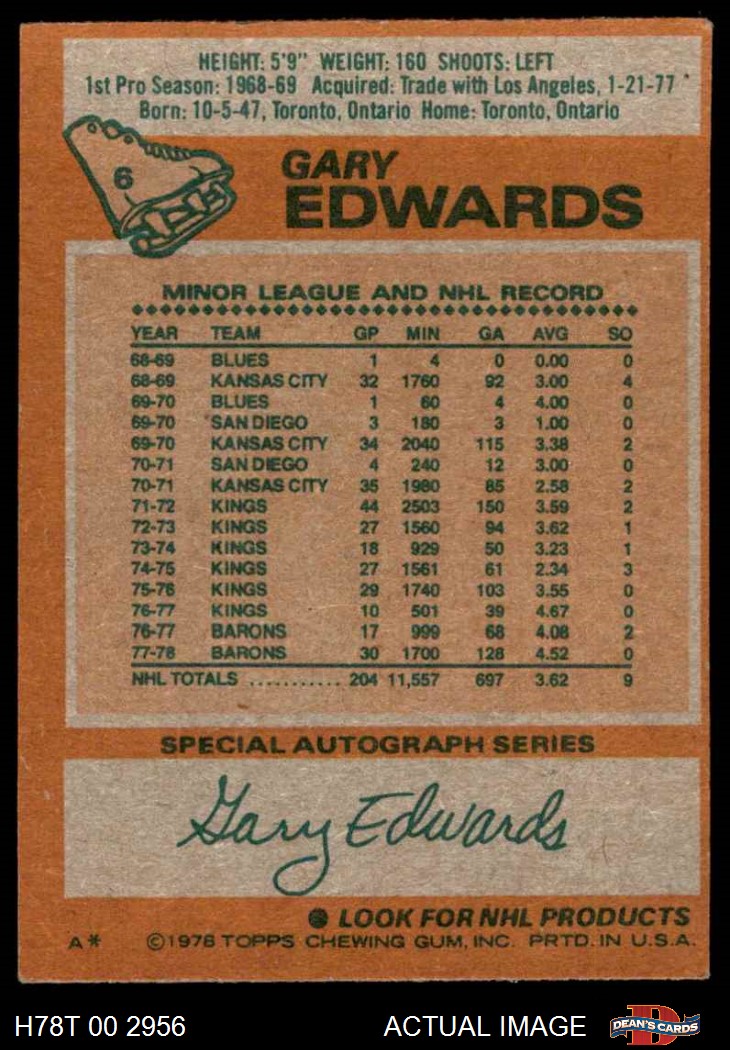 HEIGHT: 5'9" WEIGHT: 160 SHOOTS: LEFT
1st Pro Season: 1968-69 Acquired: Trade with Los Angeles, 1-21-77
Born: 10-5-47, Toronto, Ontario Home: Toronto, Ontario
6
GARY
EDWARDS
MINOR LEAGUE AND NHL RECORD
YEAR TEAM GP MIN GA AVG SO
68-69 BLUES 1 4 0 0.00 0
68-69 KANSAS CITY 32 1760 92 3.00 4
69-70 BLUES 1 60 4 4.00 0
69-70 SAN DIEGO 3 180 3 1.00 0
69-70 KANSAS CITY 34 2040 115 3.38 2
70-71 SAN DIEGO 4 240 12 3.00 0
70-71 KANSAS CITY 35 1980 85 2.58 2
71-72 KINGS 44 2503 150 3.59 2
72-73 KINGS 27 1560 94 3.62 1
73-74 KINGS 18 929 50 3.23 1
74-75 KINGS 27 1561 61 2.34 3
75-76 KINGS 29 1740 103 3.55 0
76-77 KINGS 10 501 39 4.67 0
76-77 BARONS 17 999 68 4.08 2
77-78 BARONS 30 1700 128 4.52 0
NHL TOTALS ........... 204 11,557 697 3.62 9
SPECIAL AUTOGRAPH SERIES
Gary Edwards
LOOK FOR NHL PRODUCTS
A* ©1978 TOPPS CHEWING GUM, INC. PRTD. IN U.S.A.
H78T 00 2956 ACTUAL IMAGE DEAN'S CARDS